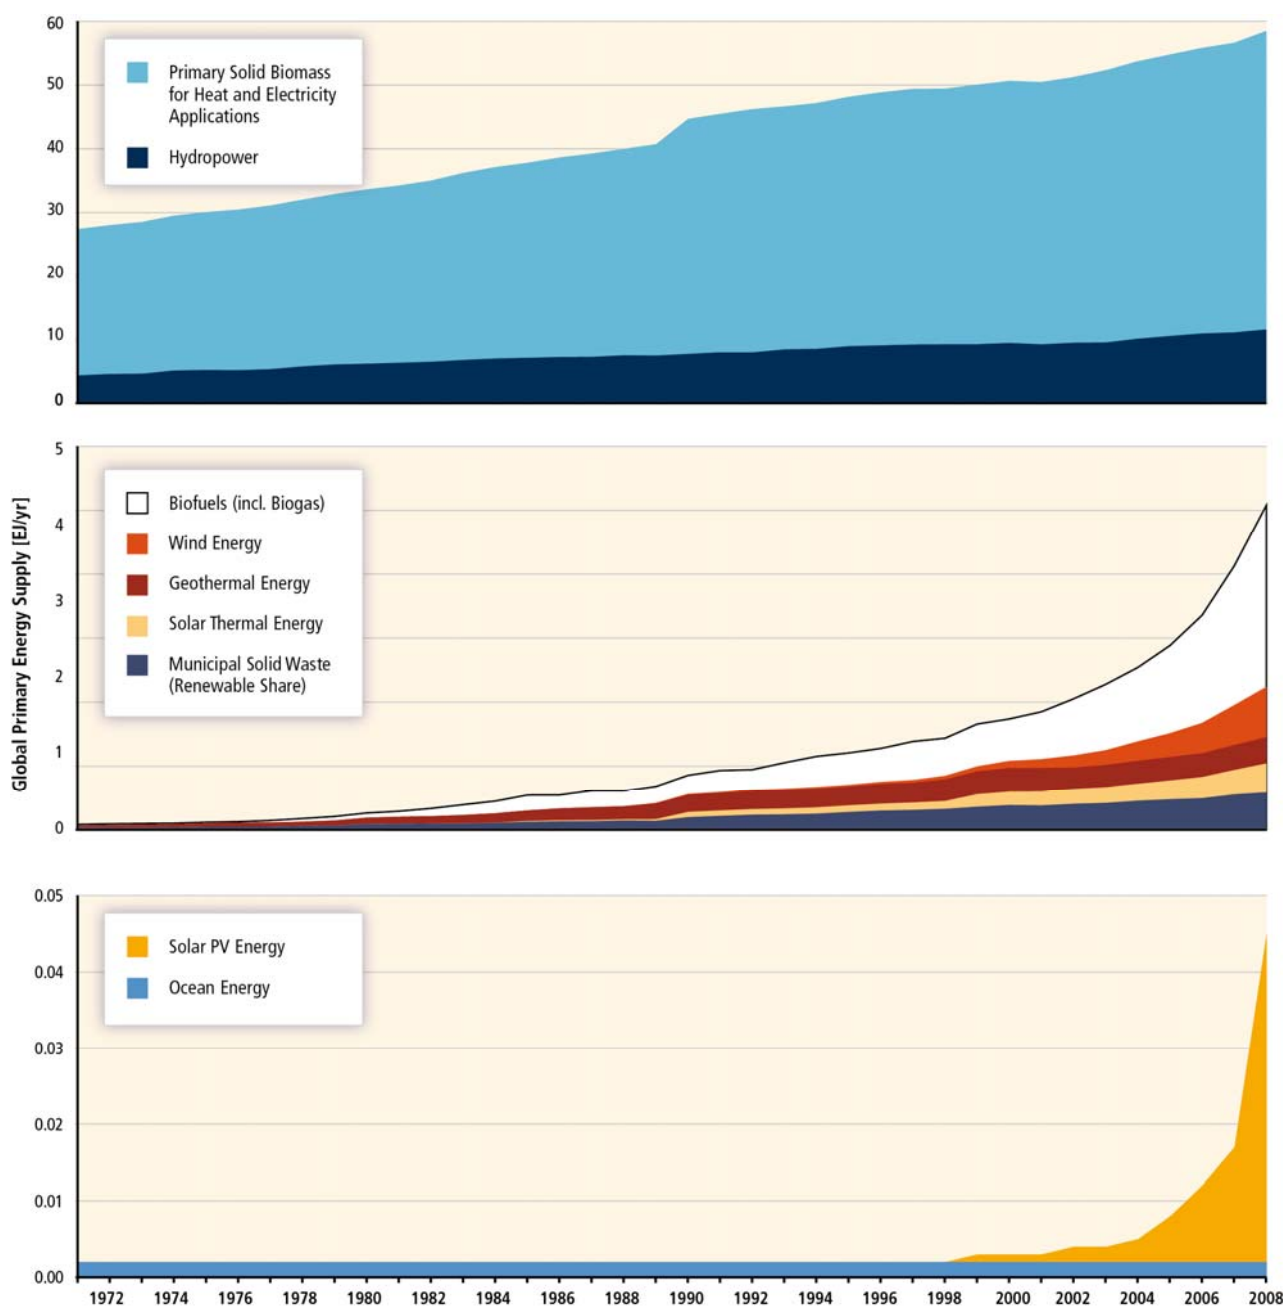 60
50
40
30
20
10
0
Primary Solid Biomass
for Heat and Electricity
Applications
Hydropower
Global Primary Energy Supply [EJ/yr]
5
4
3
2
1
0
Biofuels (incl. Biogas)
Wind Energy
Geothermal Energy
Solar Thermal Energy
Municipal Solid Waste
(Renewable Share)
0.05
0.04
0.03
0.02
0.01
0.00
Solar PV Energy
Ocean Energy
1972 1974 1976 1978 1980 1982 1984 1986 1988 1990 1992 1994 1996 1998 2000 2002 2004 2006 2008